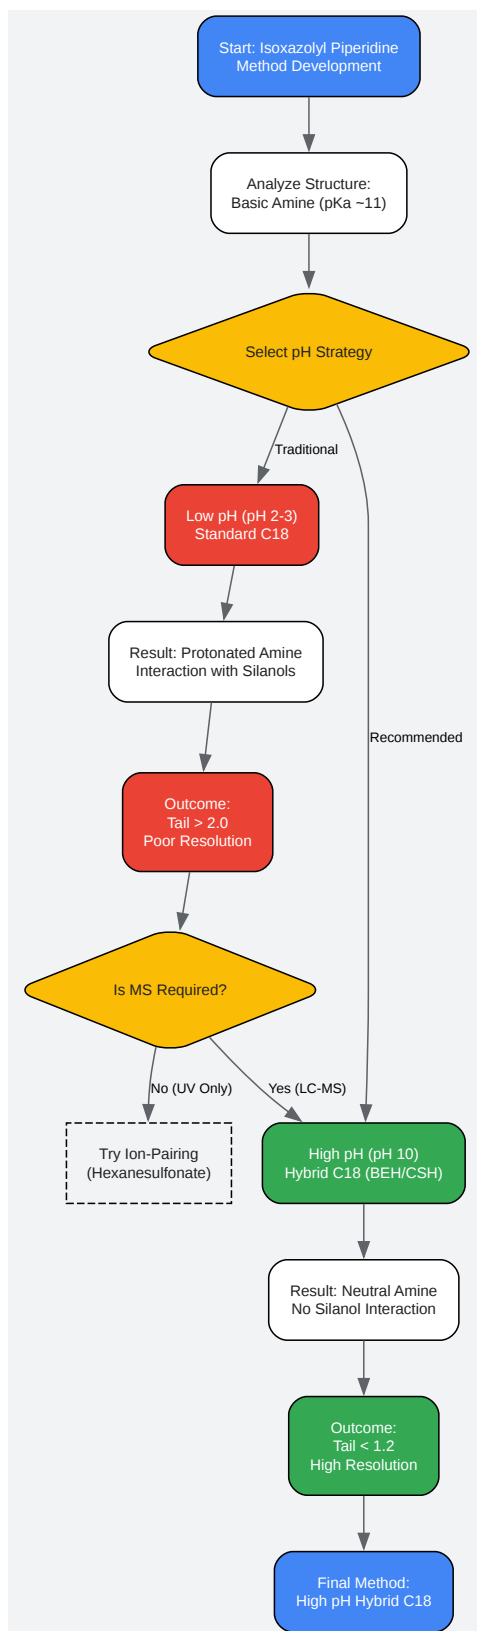 Start: Isoxazolyl Piperidine
Method Development
Analyze Structure:
Basic Amine (pKa ~11)
Select pH Strategy
Traditional
Low pH (pH 2-3)
Standard C18
Result: Protonated Amine
Interaction with Silanols
Recommended
Outcome:
Tail > 2.0
Poor Resolution
Is MS Required?
No (UV Only)
Yes (LC-MS)
Try Ion-Pairing
(Hexanesulfonate)
High pH (pH 10)
Hybrid C18 (BEH/CSH)
Result: Neutral Amine
No Silanol Interaction
Outcome:
Tail < 1.2
High Resolution
Final Method:
High pH Hybrid C18